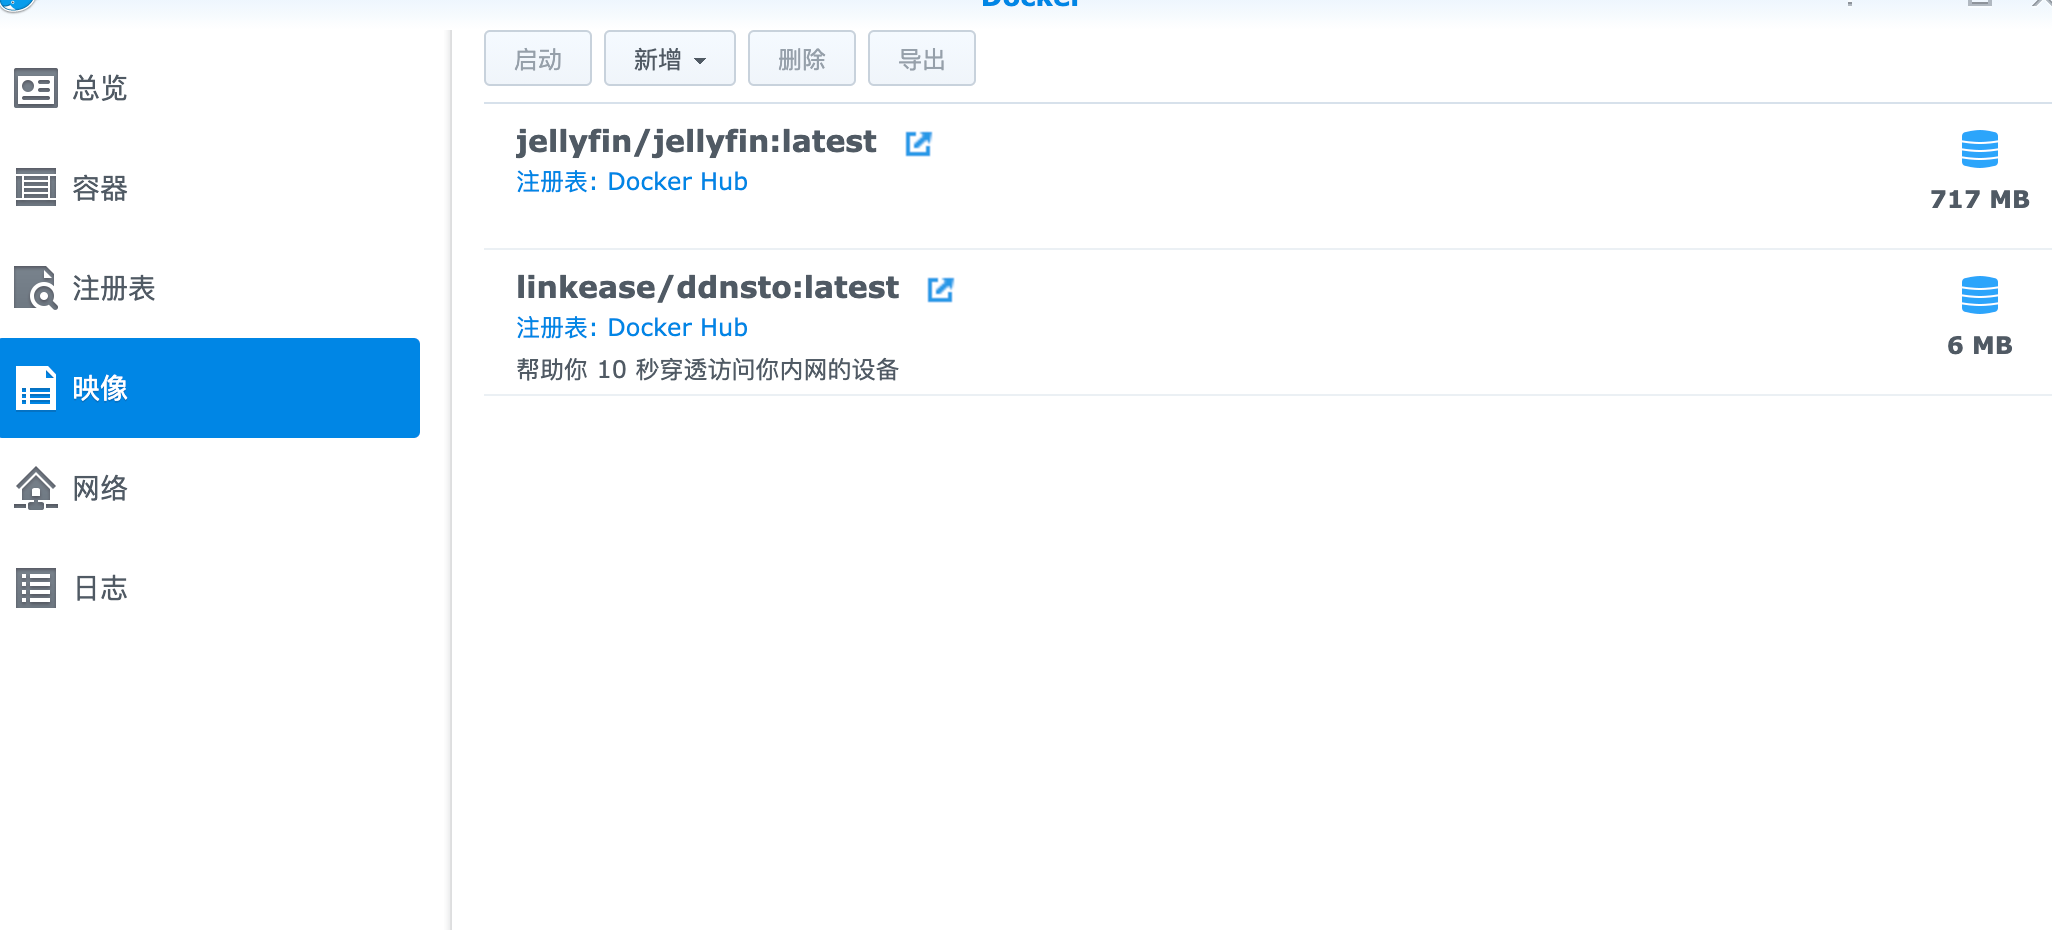 Docker
总览
容器
注册表
映像
网络
日志
启动 新增 删除 导出
jellyfin/jellyfin:latest
注册表: Docker Hub
717 MB
linkease/ddnsto:latest
注册表: Docker Hub
帮助你 10 秒穿透访问你内网的设备
6 MB